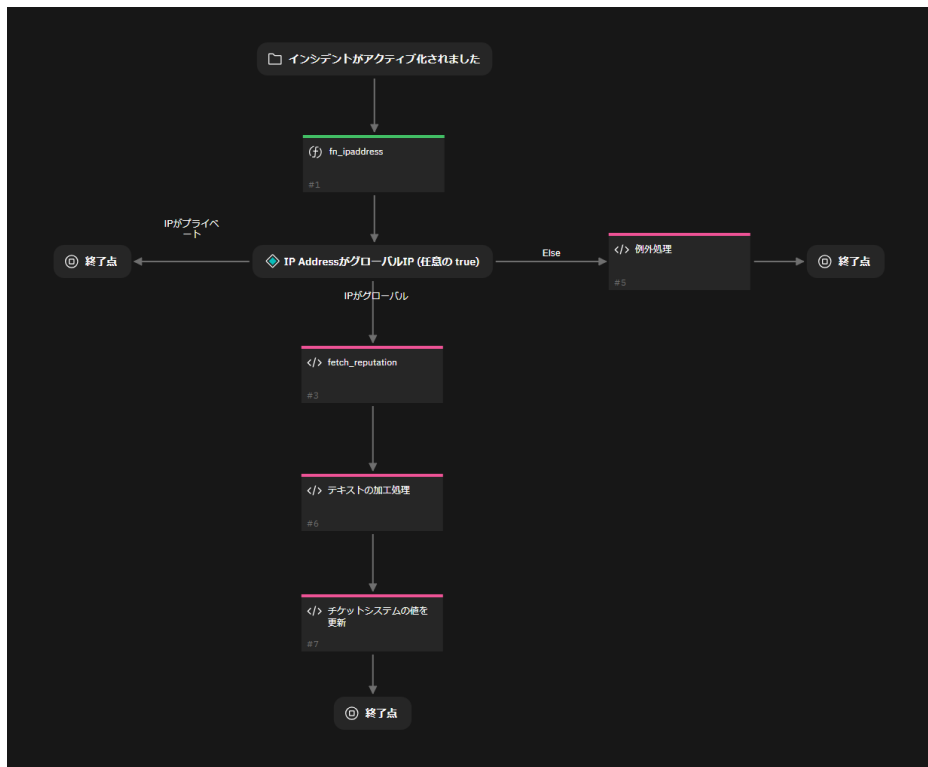 インシデントがアクティブ化されました
fn_ipaddress
#1
IPがプライベ
ート
終了点
IP AddressがグローバルIP (任意の true)
Else
例外処理
#5
終了点
IPがグローバル
fetch_reputation
#3
テキストの加工処理
#6
チケットシステムの値を
更新
#7
終了点